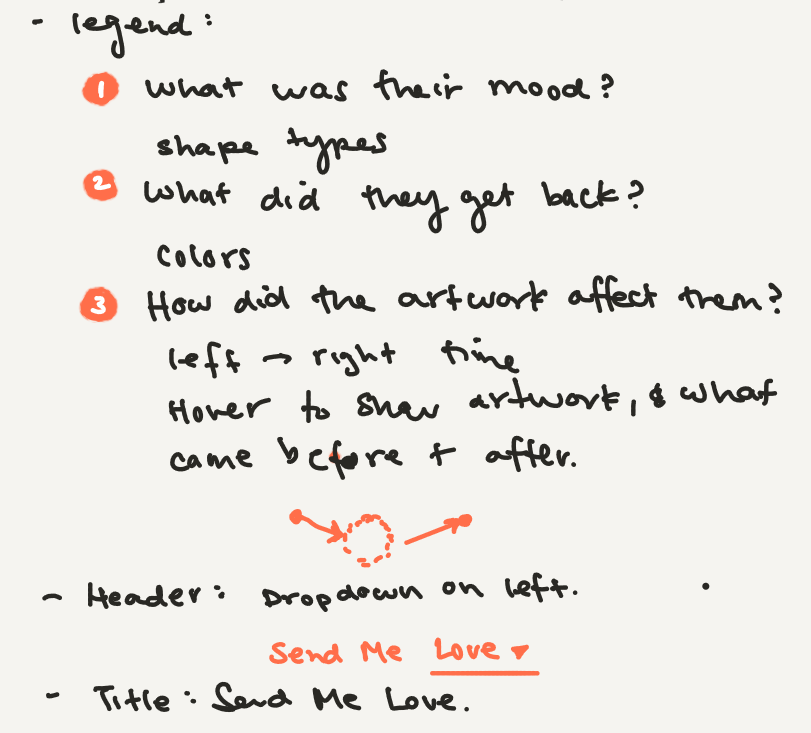 - legend:
1 What was their mood?
shape types
2 What did they get back?
colors
3 How did the artwork affect them?
left → right time
Hover to show artwork, & what
came before + after.
- Header: Dropdown on left.
Send Me Love ▾
- Title: Send Me Love.